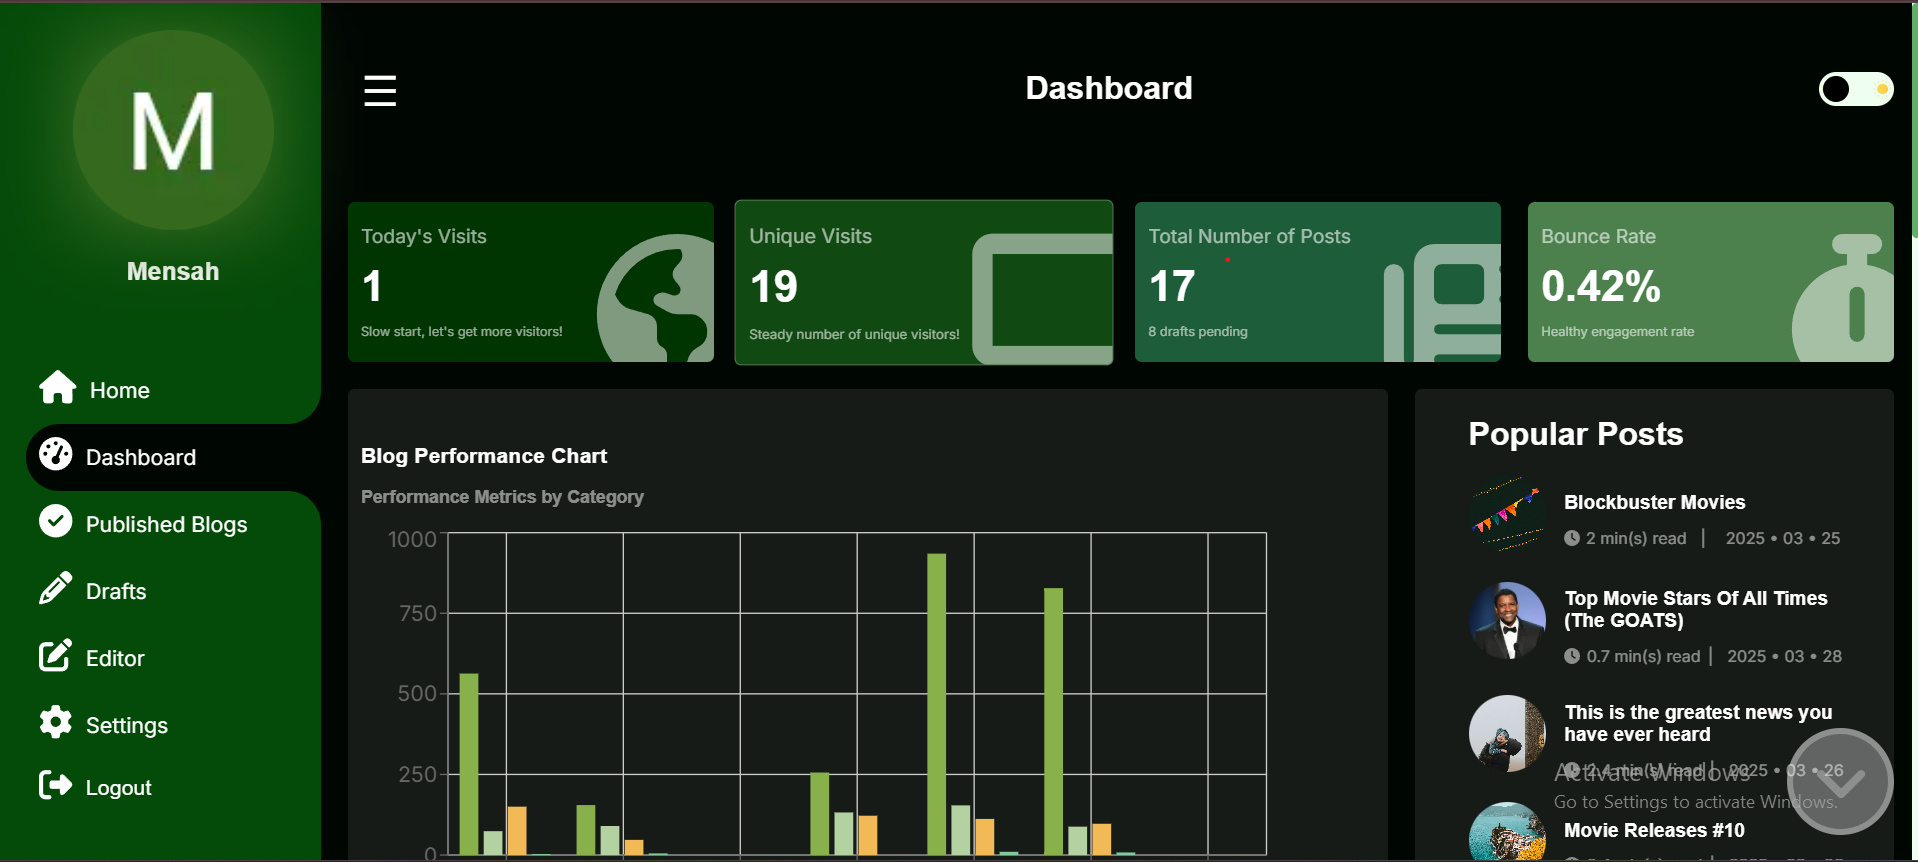 M
Mensah
Home
Dashboard
Published Blogs
Drafts
Editor
Settings
Logout
Dashboard
Today's Visits
1
Slow start, let's get more visitors!
Unique Visits
19
Steady number of unique visitors!
Total Number of Posts
17
8 drafts pending
Bounce Rate
0.42%
Healthy engagement rate
Blog Performance Chart
Performance Metrics by Category
1000
750
500
250
0
Popular Posts
Blockbuster Movies
2 min(s) read | 2025 • 03 • 25
Top Movie Stars Of All Times
(The GOATS)
0.7 min(s) read | 2025 • 03 • 28
This is the greatest news you
have ever heard
2.4 min(s) read | 2025 • 03 • 26
Activate Windows
Go to Settings to activate Windows.
Movie Releases #10